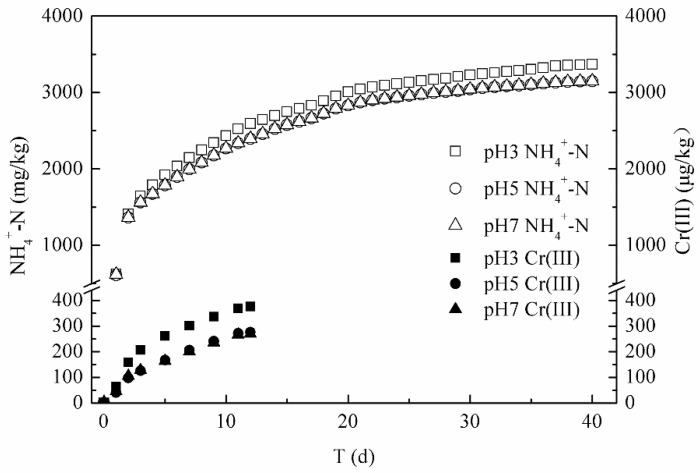 4000
3000
2000
1000
400
300
200
100
0
NH₄⁺-N (mg/kg)
4000
3000
2000
1000
400
300
200
100
0
Cr(III) (μg/kg)
pH3 NH₄⁺-N
pH5 NH₄⁺-N
pH7 NH₄⁺-N
pH3 Cr(III)
pH5 Cr(III)
pH7 Cr(III)
0 10 20 30 40
T (d)